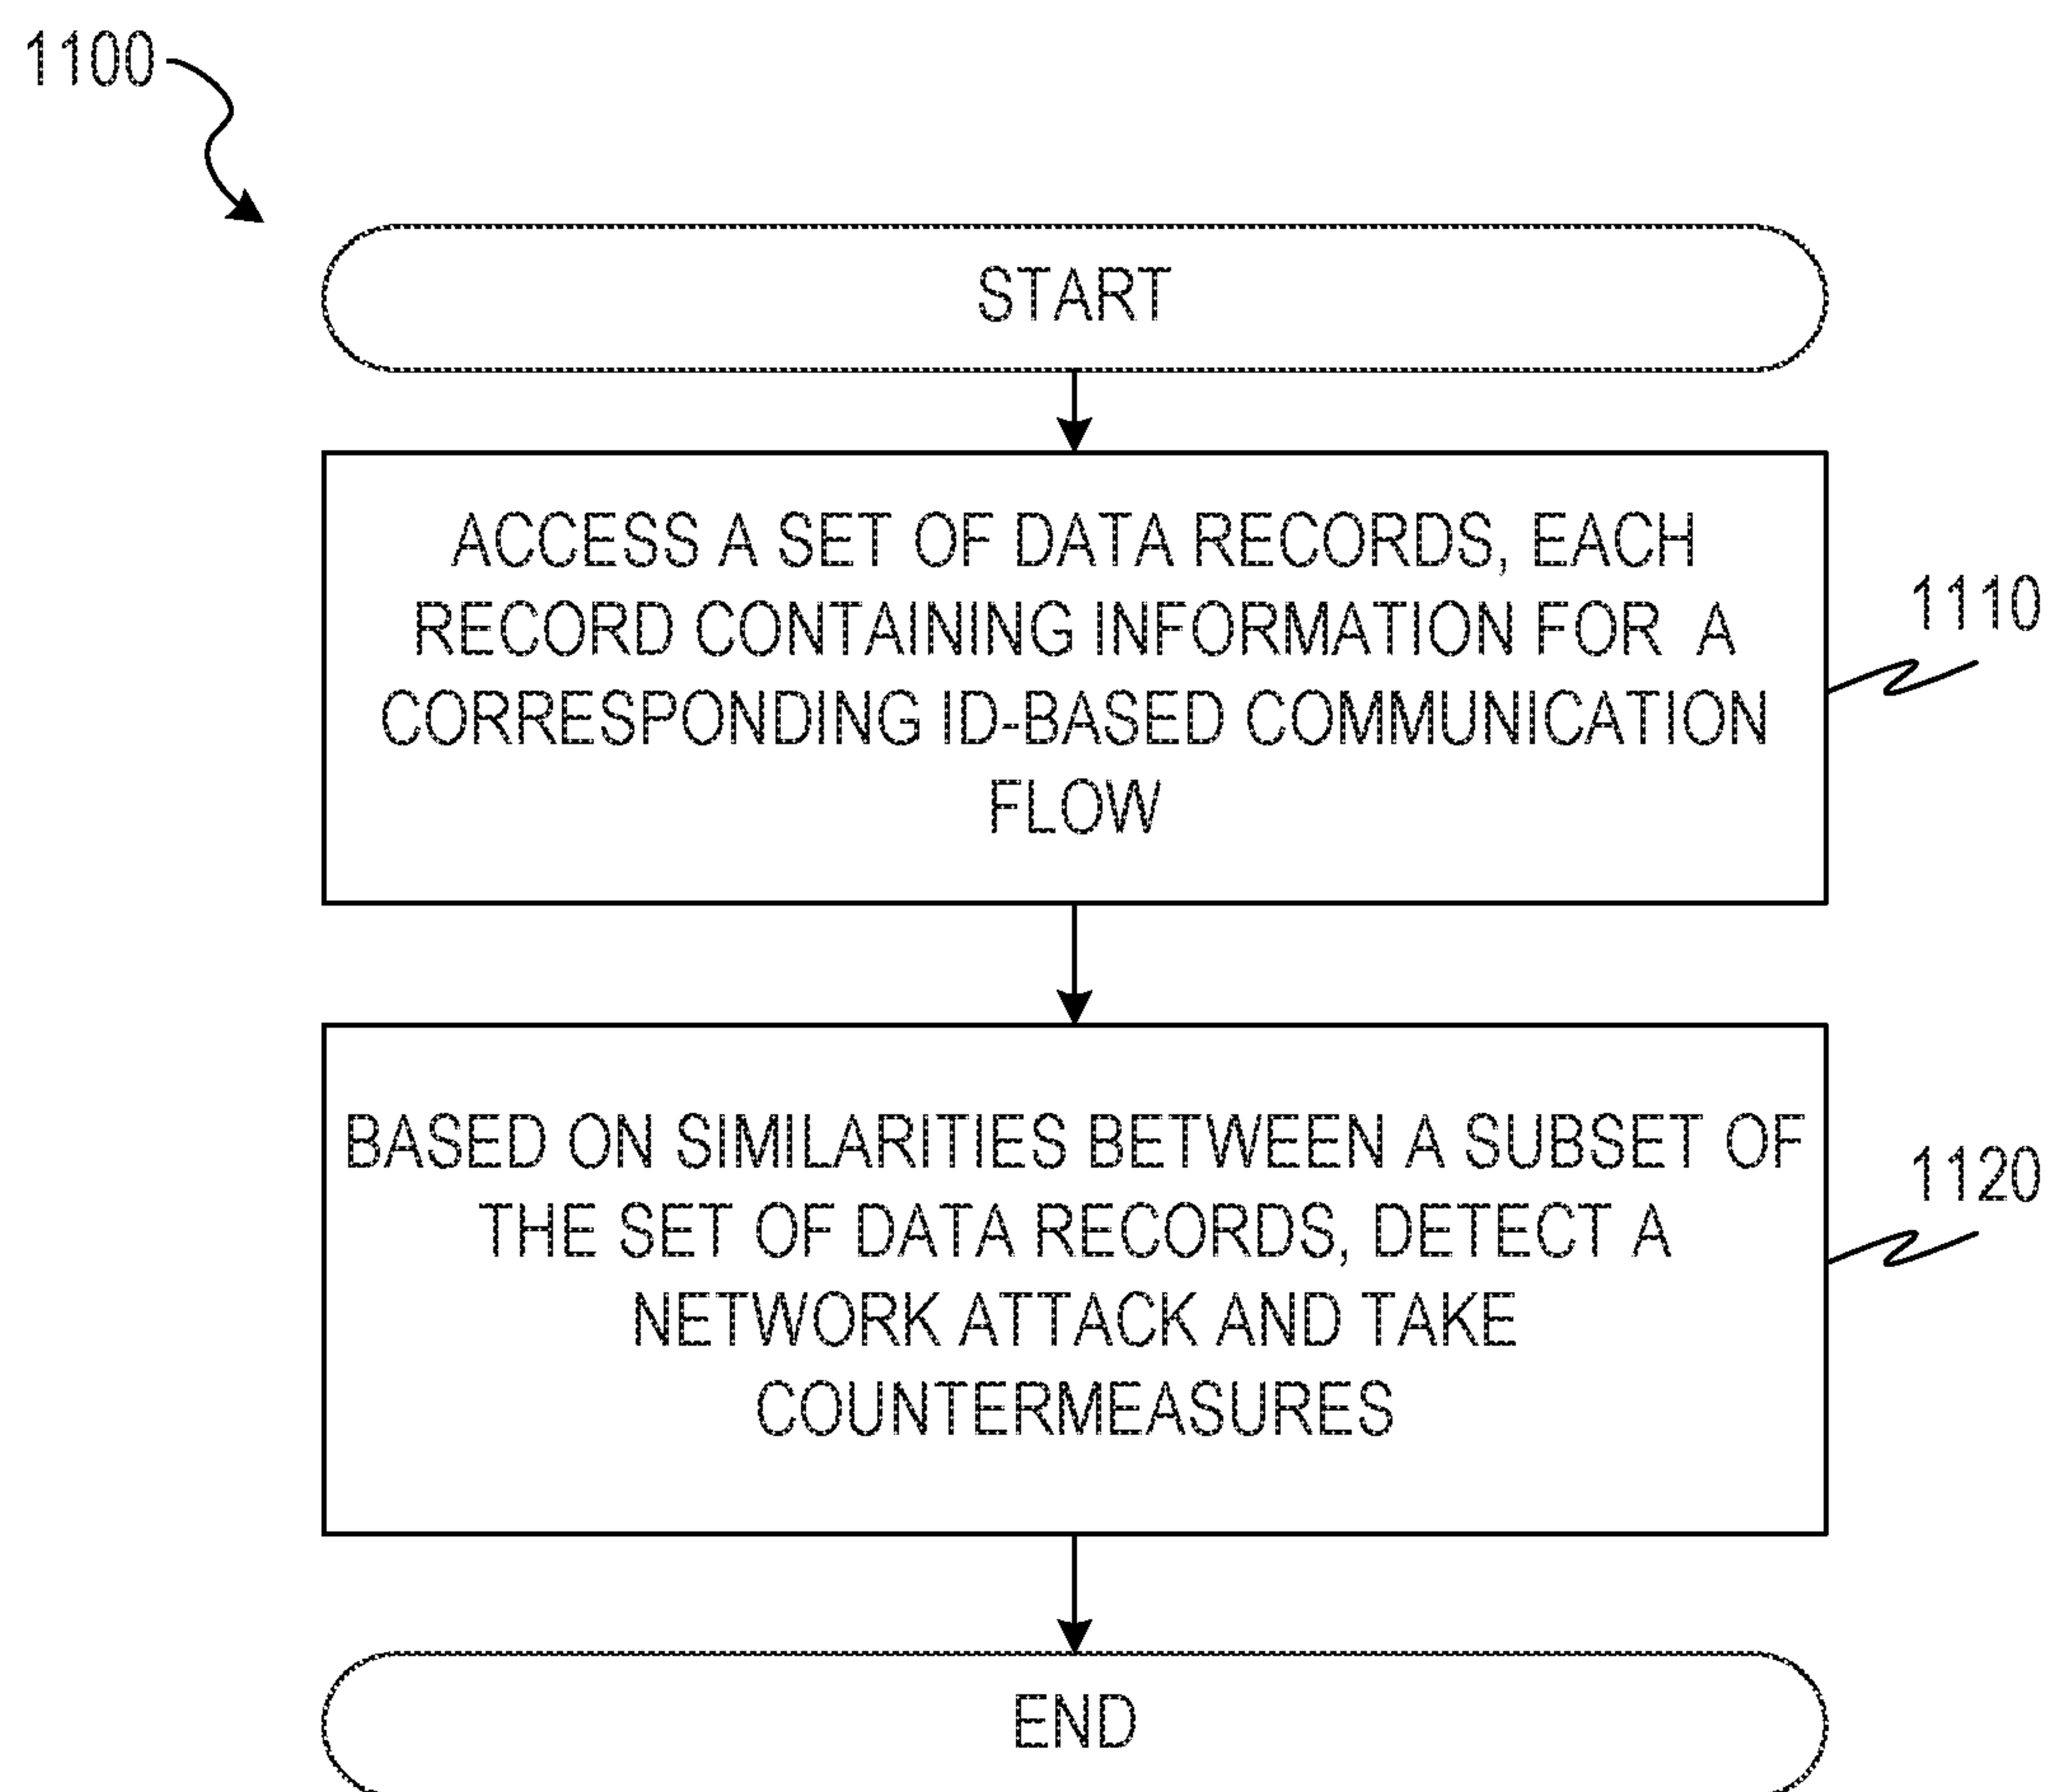 1100
START
ACCESS A SET OF DATA RECORDS, EACH
RECORD CONTAINING INFORMATION FOR A
CORRESPONDING ID-BASED COMMUNICATION
FLOW
1110
BASED ON SIMILARITIES BETWEEN A SUBSET OF
THE SET OF DATA RECORDS, DETECT A
NETWORK ATTACK AND TAKE
COUNTERMEASURES
1120
END